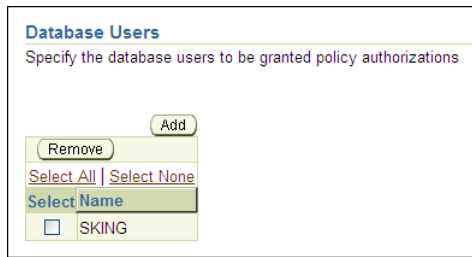 Database Users
Specify the database users to be granted policy authorizations
Add
Remove
Select All | Select None
Select Name
SKING